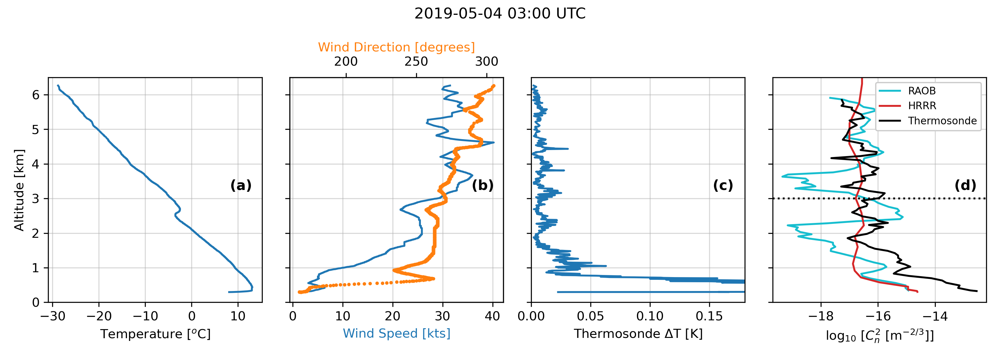 2019-05-04 03:00 UTC
Wind Direction [degrees]
200 250 300
Altitude [km]
6
5
4
3
2
1
0
(a)
(b)
(c)
(d)
RAOB
HRRR
Thermosonde
−30 −20 −10 0 10
0 10 20 30 40
0.00 0.05 0.10 0.15
−18 −16 −14
Temperature [°C]
Wind Speed [kts]
Thermosonde ΔT [K]
log₁₀ [Cₙ² [m⁻²/³]]